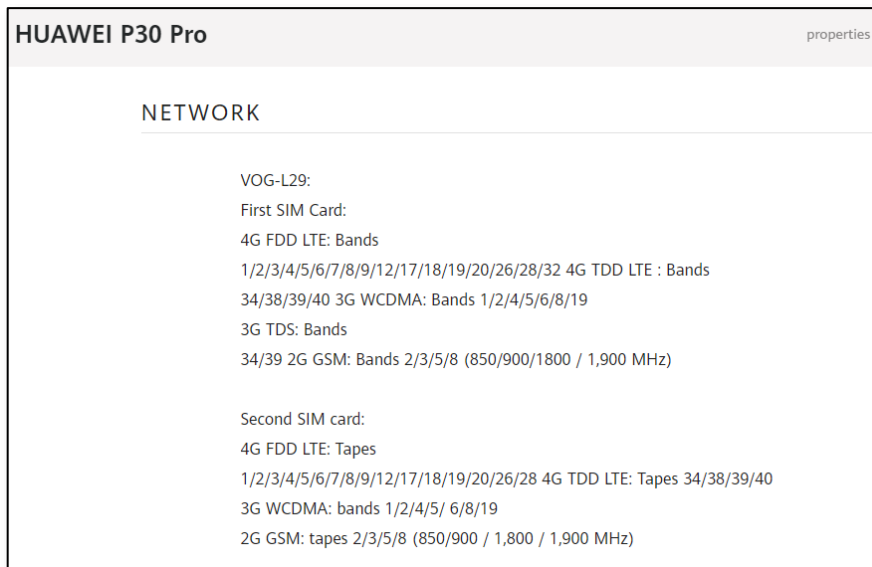 HUAWEI P30 Pro
properties
NETWORK
VOG-L29:
First SIM Card:
4G FDD LTE: Bands
1/2/3/4/5/6/7/8/9/12/17/18/19/20/26/28/32 4G TDD LTE : Bands
34/38/39/40 3G WCDMA: Bands 1/2/4/5/6/8/19
3G TDS: Bands
34/39 2G GSM: Bands 2/3/5/8 (850/900/1800 / 1,900 MHz)
Second SIM card:
4G FDD LTE: Tapes
1/2/3/4/5/6/7/8/9/12/17/18/19/20/26/28 4G TDD LTE: Tapes 34/38/39/40
3G WCDMA: bands 1/2/4/5/ 6/8/19
2G GSM: tapes 2/3/5/8 (850/900 / 1,800 / 1,900 MHz)